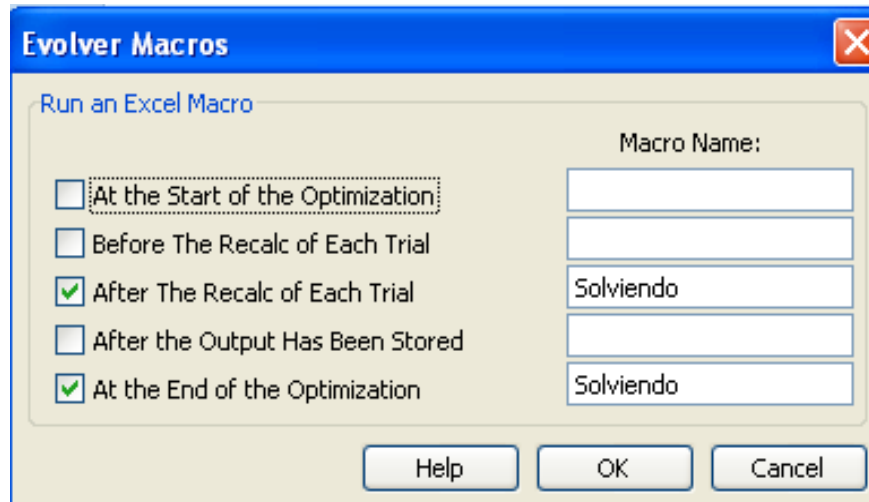 Evolver Macros
Run an Excel Macro
Macro Name:
At the Start of the Optimization
Before The Recalc of Each Trial
After The Recalc of Each Trial Solviendo
After the Output Has Been Stored
At the End of the Optimization Solviendo
Help OK Cancel